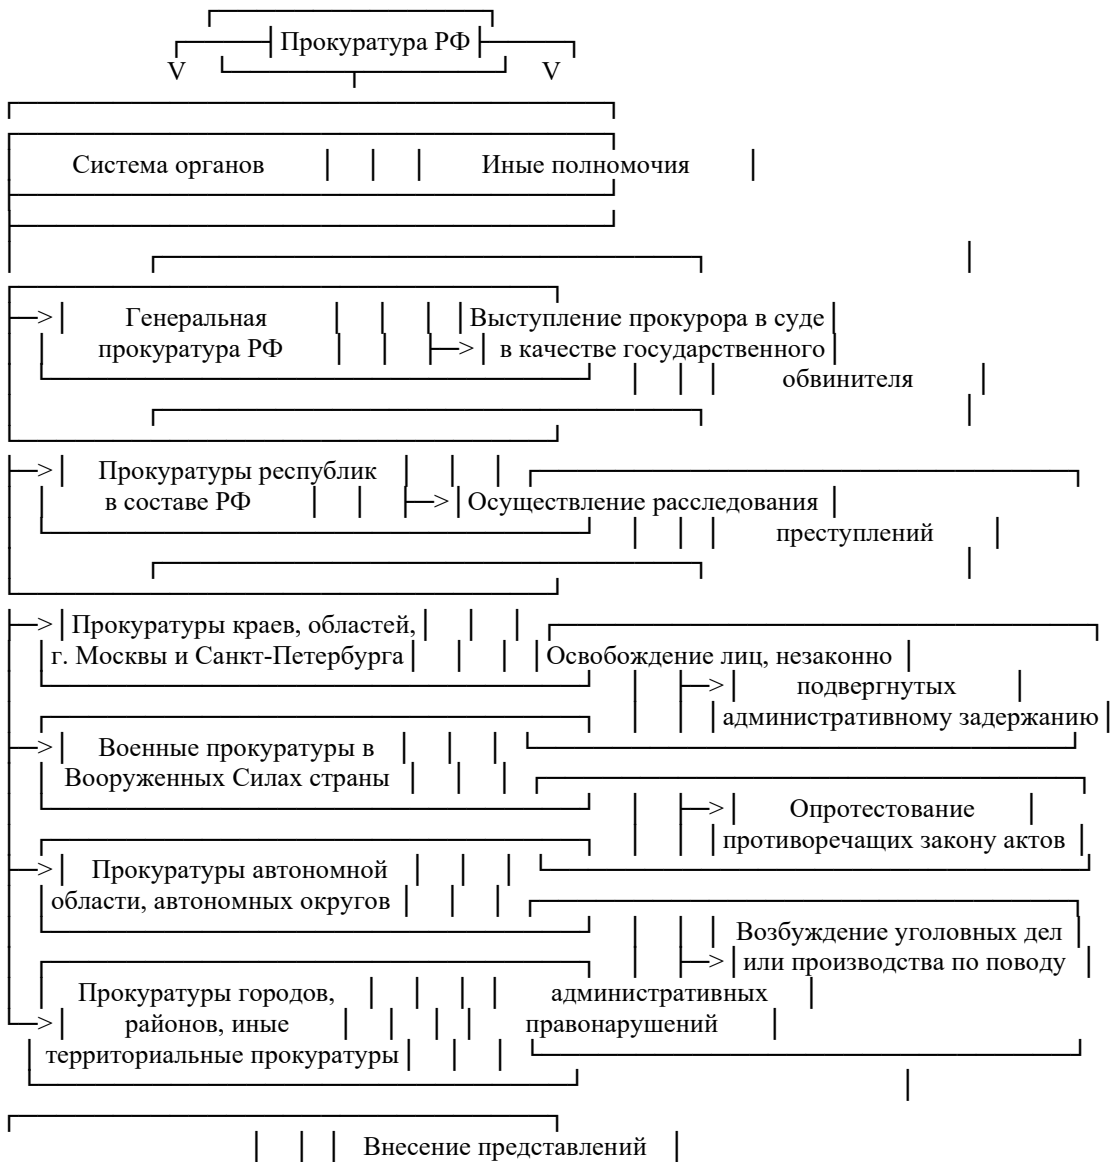 Прокуратура РФ
V V
Система органов Иные полномочия
Генеральная Выступление прокурора в суде
прокуратура РФ в качестве государственного
обвинителя
Прокуратуры республик
в составе РФ Осуществление расследования
преступлений
Прокуратуры краев, областей,
г. Москвы и Санкт-Петербурга Освобождение лиц, незаконно
подвергнутых
административному задержанию
Военные прокуратуры в
Вооруженных Силах страны
Опротестование
противоречащих закону актов
Прокуратуры автономной
области, автономных округов
Возбуждение уголовных дел
или производства по поводу
Прокуратуры городов, административных
районов, иные правонарушений
территориальные прокуратуры
Внесение представлений